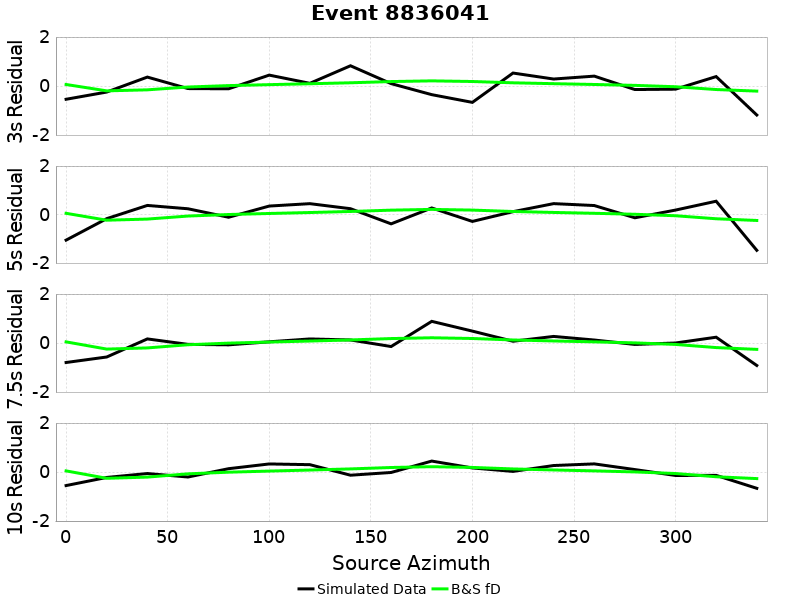 Event 8836041
3s Residual
2
0
-2
5s Residual
2
0
-2
7.5s Residual
2
0
-2
10s Residual
2
0
-2
0 50 100 150 200 250 300
Source Azimuth
Simulated Data B&S fD